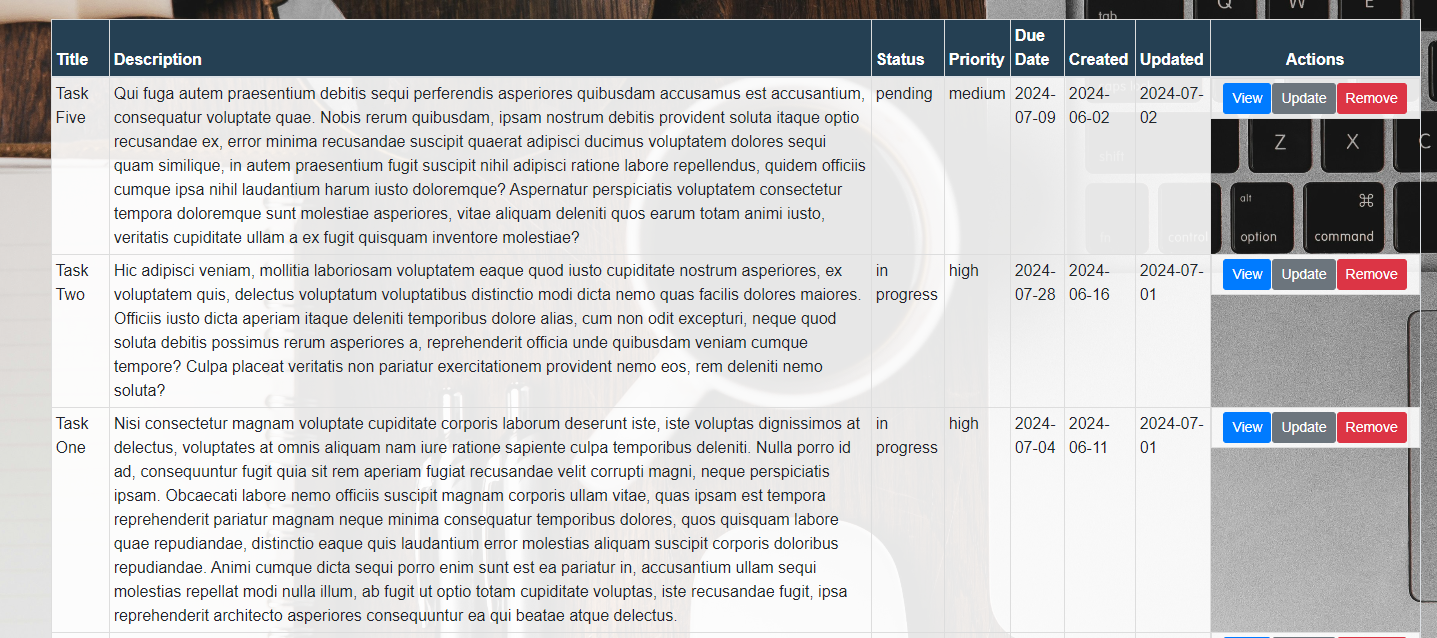 tab Q W E
Due
Title Description Status Priority Date Created Updated Actions
Task Qui fuga autem praesentium debitis sequi perferendis asperiores quibusdam accusamus est accusantium, pending medium 2024- 2024- 2024-07- View Update Remove
Five consequatur voluptate quae. Nobis rerum quibusdam, ipsam nostrum debitis provident soluta itaque optio 07-09 06-02 02
recusandae ex, error minima recusandae suscipit quaerat adipisci ducimus voluptatem dolores sequi Z X C
quam similique, in autem praesentium fugit suscipit nihil adipisci ratione labore repellendus, quidem officiis shift
cumque ipsa nihil laudantium harum iusto doloremque? Aspernatur perspiciatis voluptatem consectetur alt ⌘
tempora doloremque sunt molestiae asperiores, vitae aliquam deleniti quos earum totam animi iusto,
veritatis cupiditate ullam a ex fugit quisquam inventore molestiae? fn control option command
Task Hic adipisci veniam, mollitia laboriosam voluptatem eaque quod iusto cupiditate nostrum asperiores, ex in high 2024- 2024- 2024-07- View Update Remove
Two voluptatem quis, delectus voluptatum voluptatibus distinctio modi dicta nemo quas facilis dolores maiores. progress 07-28 06-16 01
Officiis iusto dicta aperiam itaque deleniti temporibus dolore alias, cum non odit excepturi, neque quod
soluta debitis possimus rerum asperiores a, reprehenderit officia unde quibusdam veniam cumque
tempore? Culpa placeat veritatis non pariatur exercitationem provident nemo eos, rem deleniti nemo
soluta?
Task Nisi consectetur magnam voluptate cupiditate corporis laborum deserunt iste, iste voluptas dignissimos at in high 2024- 2024- 2024-07- View Update Remove
One delectus, voluptates at omnis aliquam nam iure ratione sapiente culpa temporibus deleniti. Nulla porro id progress 07-04 06-11 01
ad, consequuntur fugit quia sit rem aperiam fugiat recusandae velit corrupti magni, neque perspiciatis
ipsam. Obcaecati labore nemo officiis suscipit magnam corporis ullam vitae, quas ipsam est tempora
reprehenderit pariatur magnam neque minima consequatur temporibus dolores, quos quisquam labore
quae repudiandae, distinctio eaque quis laudantium error molestias aliquam suscipit corporis doloribus
repudiandae. Animi cumque dicta sequi porro enim sunt est ea pariatur in, accusantium ullam sequi
molestias repellat modi nulla illum, ab fugit ut optio totam cupiditate voluptas, iste recusandae fugit, ipsa
reprehenderit architecto asperiores consequuntur ea qui beatae atque delectus.